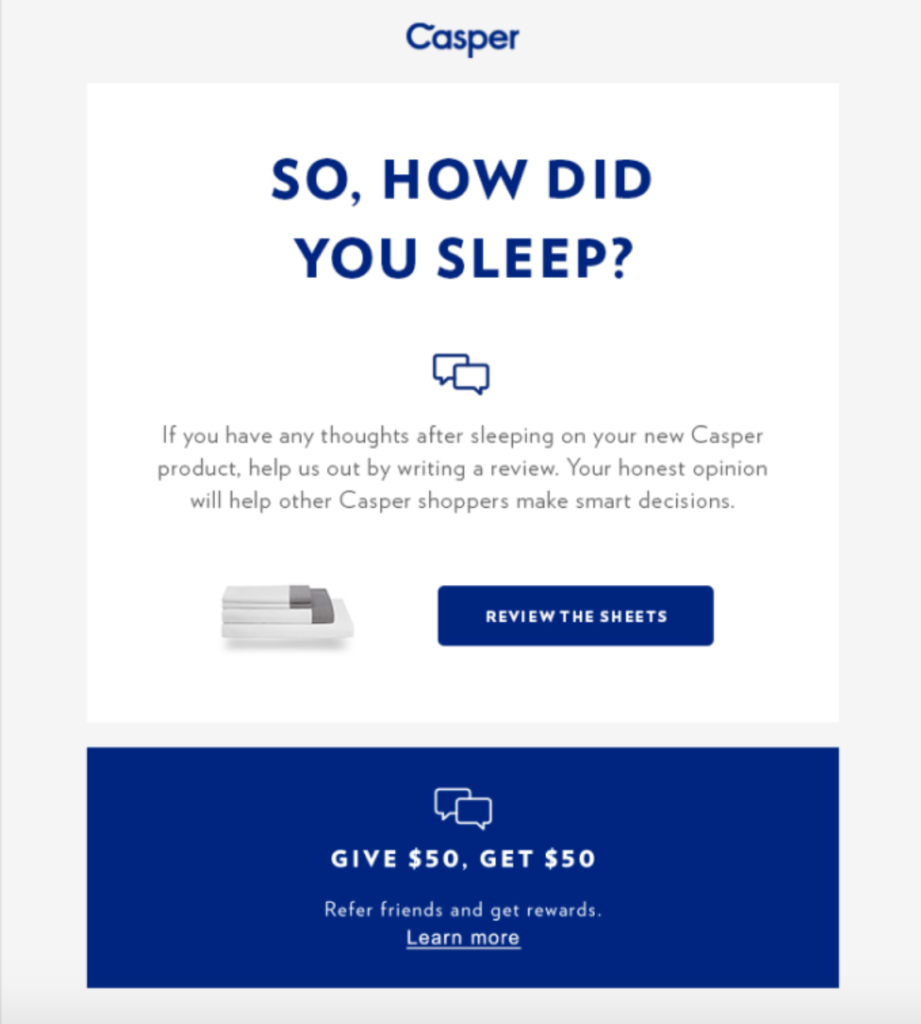 Casper
SO, HOW DID
YOU SLEEP?
If you have any thoughts after sleeping on your new Casper
product, help us out by writing a review. Your honest opinion
will help other Casper shoppers make smart decisions.
REVIEW THE SHEETS
GIVE $50, GET $50
Refer friends and get rewards.
Learn more